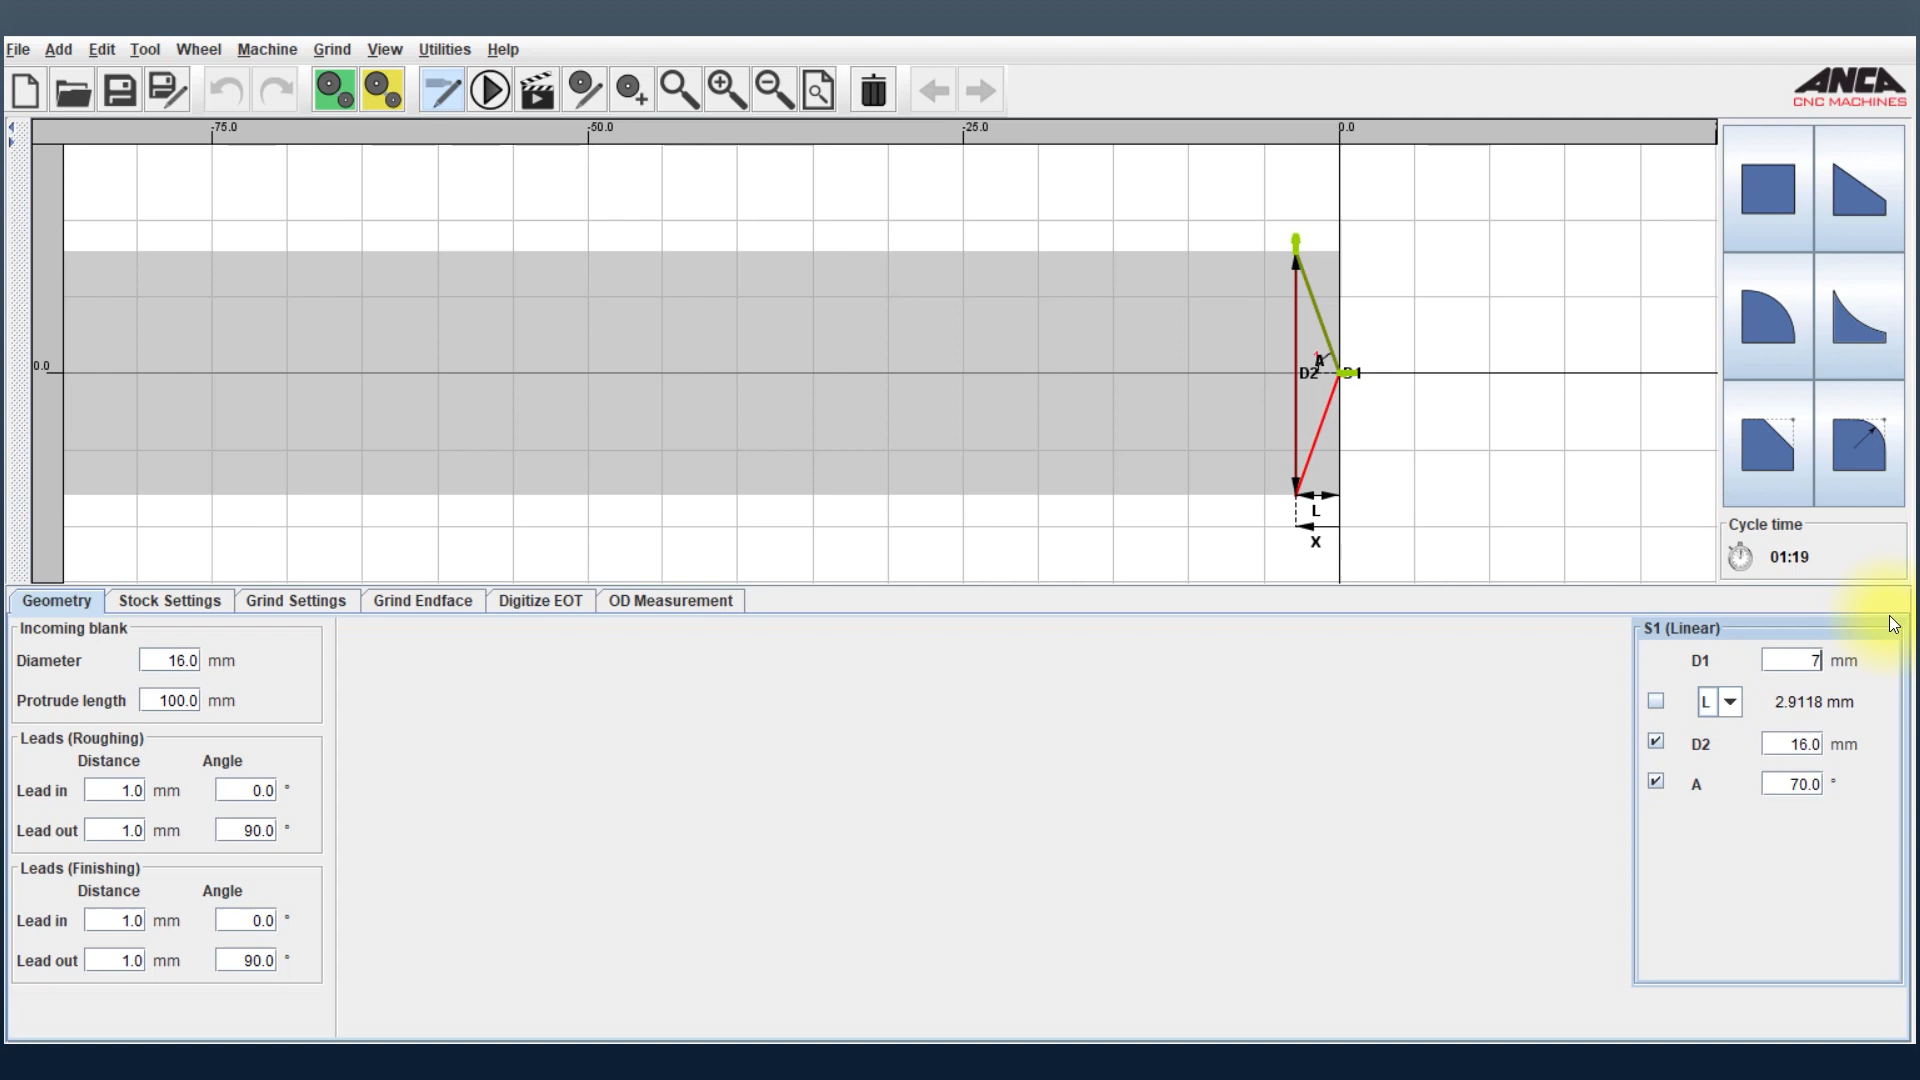 File Add Edit Tool Wheel Machine Grind View Utilities Help
ANCA
CNC MACHINES
-75.0 -50.0 -25.0 0.0
0.0
A
D2 D1
L
X
Cycle time
01:19
Geometry Stock Settings Grind Settings Grind Endface Digitize EOT OD Measurement
Incoming blank
Diameter 16.0 mm
Protrude length 100.0 mm
Leads (Roughing)
Distance Angle
Lead in 1.0 mm 0.0 °
Lead out 1.0 mm 90.0 °
Leads (Finishing)
Distance Angle
Lead in 1.0 mm 0.0 °
Lead out 1.0 mm 90.0 °
S1 (Linear)
D1 7 mm
L 2.9118 mm
D2 16.0 mm
A 70.0 °